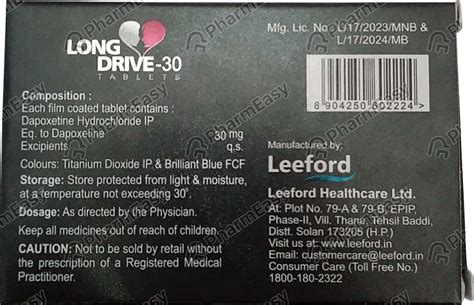 LONG
DRIVE-30
TABLETS
Composition :
Each film coated tablet contains :
Dapoxetine Hydrochloride IP
Eq. to Dapoxetine 30 mg
Excipients q.s.
Colours: Titanium Dioxide IP & Brilliant Blue FCF
Storage: Store protected from light & moisture,
at a temperature not exceeding 30°.
Dosage: As directed by the Physician.
Keep all medicines out of reach of children.
CAUTION: Not to be sold by retail without
the prescription of a Registered Medical
Practitioner.
Mfg. Lic. No.: L/17/2023/MNB &
L/17/2024/MB
8 904250 602224
Manufactured by:
Leeford
Leeford Healthcare Ltd.
At: Plot No. 79-A & 79-B, EPIP,
Phase-II, Vill. Thana, Tehsil Baddi,
Distt. Solan 173205 (H.P.)
Visit us at: www.leeford.in
Email: customercare@leeford.in
Consumer Care (Toll Free No.)
1800-180-2322
PharmEasy